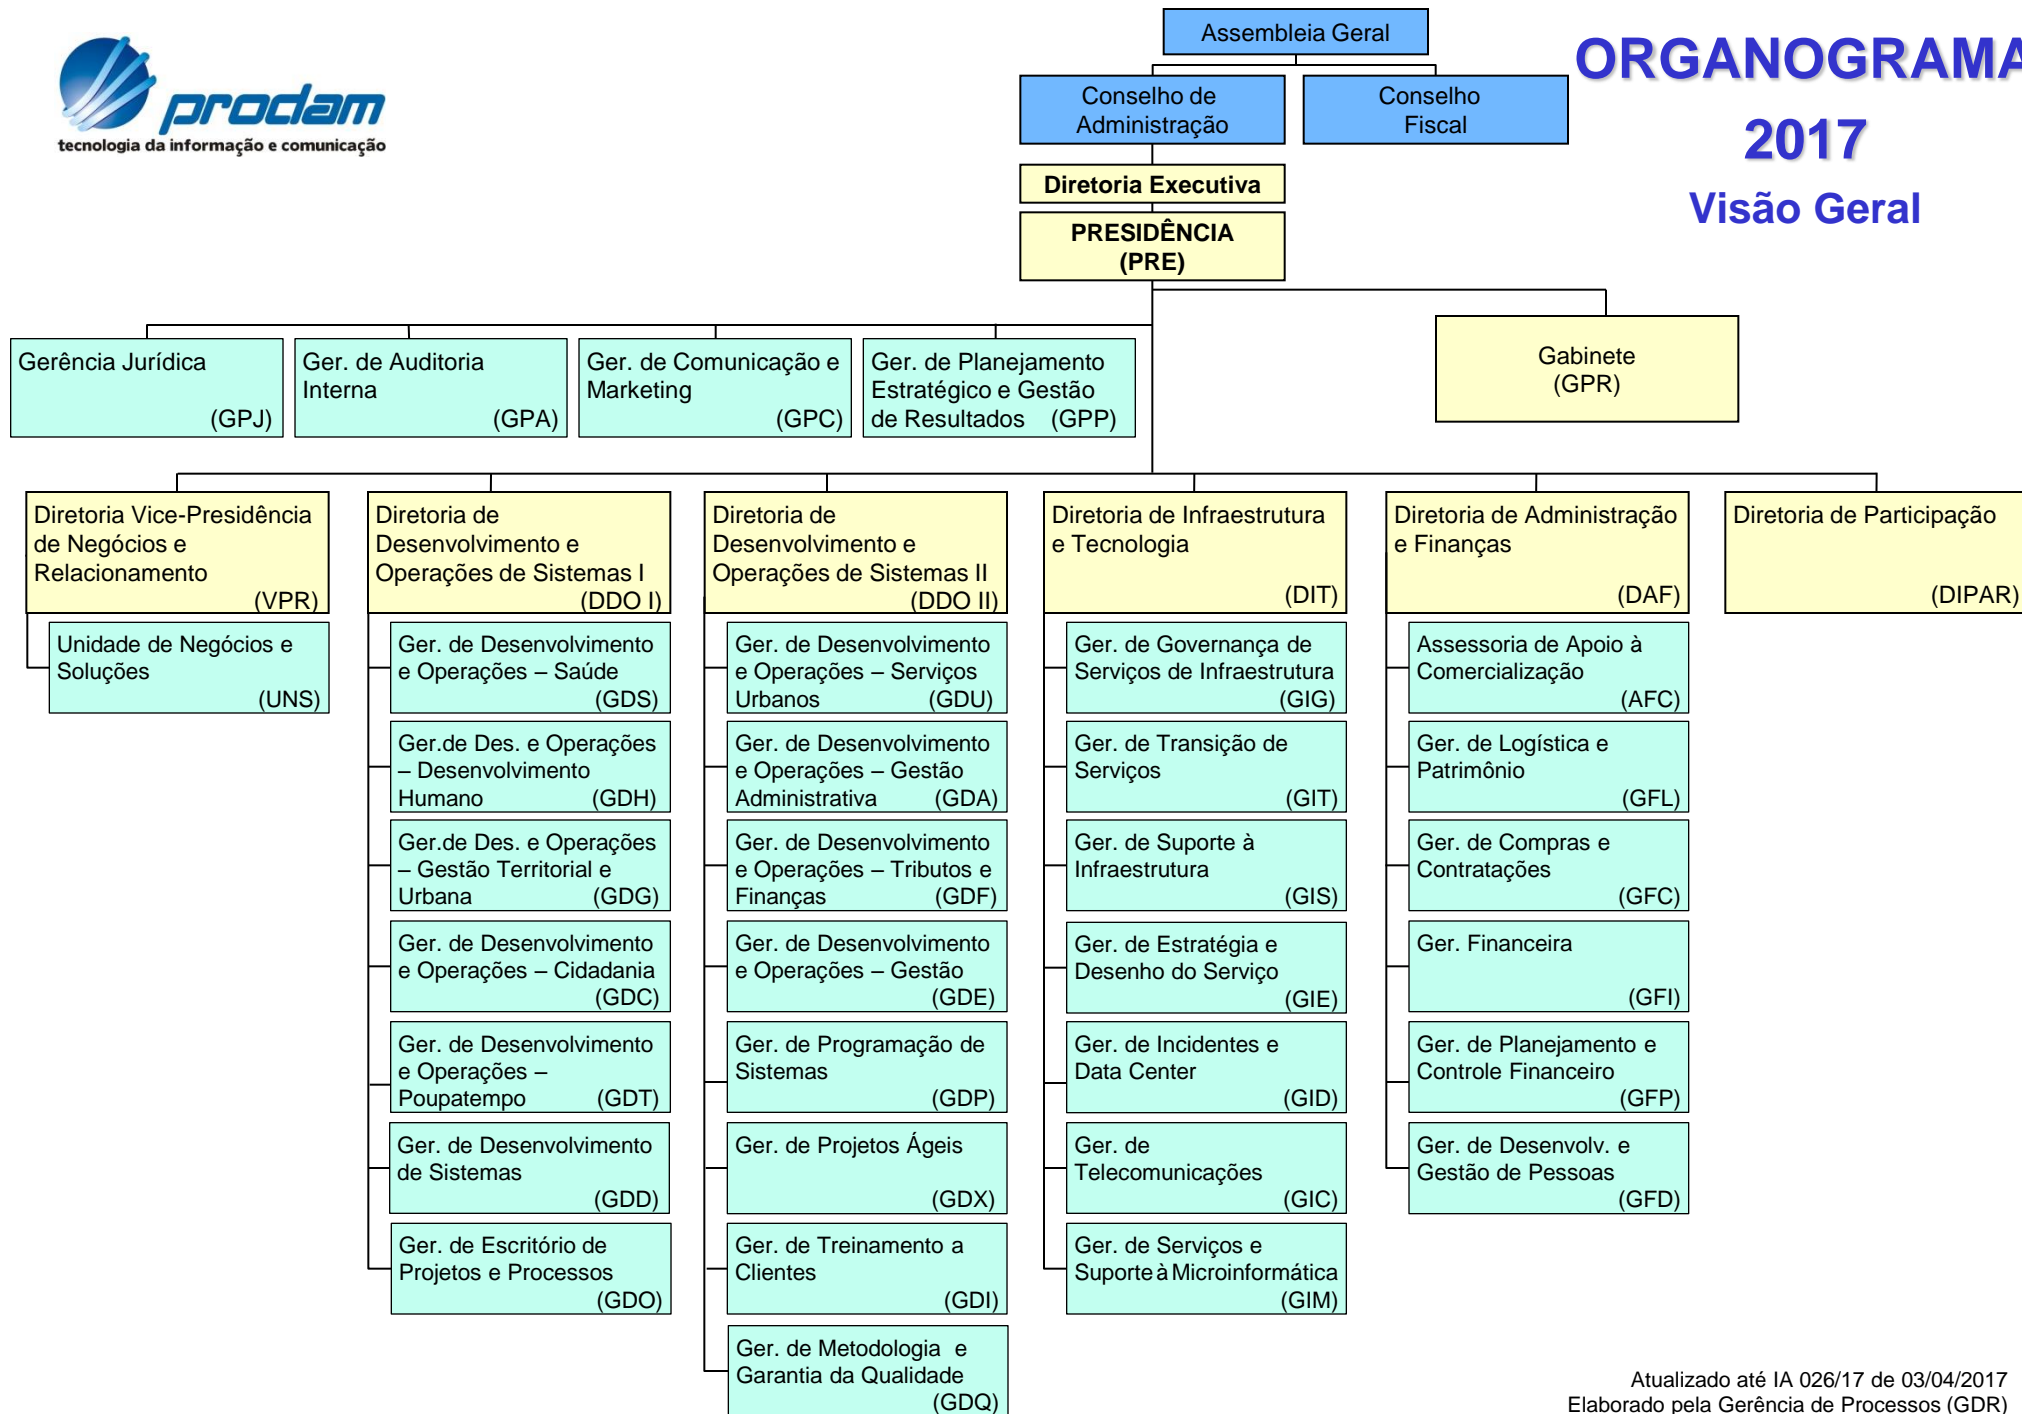 prodam
tecnologia da informação e comunicação
ORGANOGRAMA
2017
Visão Geral
Assembleia Geral
Conselho de
Administração
Conselho
Fiscal
Diretoria Executiva
PRESIDÊNCIA
(PRE)
Gabinete
(GPR)
Gerência Jurídica
(GPJ)
Ger. de Auditoria
Interna
(GPA)
Ger. de Comunicação e
Marketing
(GPC)
Ger. de Planejamento
Estratégico e Gestão
de Resultados (GPP)
Diretoria Vice-Presidência
de Negócios e
Relacionamento
(VPR)
Unidade de Negócios e
Soluções
(UNS)
Diretoria de
Desenvolvimento e
Operações de Sistemas I
(DDO I)
Ger. de Desenvolvimento
e Operações – Saúde
(GDS)
Ger.de Des. e Operações
– Desenvolvimento
Humano (GDH)
Ger.de Des. e Operações
– Gestão Territorial e
Urbana (GDG)
Ger. de Desenvolvimento
e Operações – Cidadania
(GDC)
Ger. de Desenvolvimento
e Operações –
Poupatempo (GDT)
Ger. de Desenvolvimento
de Sistemas
(GDD)
Ger. de Escritório de
Projetos e Processos
(GDO)
Diretoria de
Desenvolvimento e
Operações de Sistemas II
(DDO II)
Ger. de Desenvolvimento
e Operações – Serviços
Urbanos (GDU)
Ger. de Desenvolvimento
e Operações – Gestão
Administrativa (GDA)
Ger. de Desenvolvimento
e Operações – Tributos e
Finanças (GDF)
Ger. de Desenvolvimento
e Operações – Gestão
(GDE)
Ger. de Programação de
Sistemas
(GDP)
Ger. de Projetos Ágeis
(GDX)
Ger. de Treinamento a
Clientes
(GDI)
Ger. de Metodologia e
Garantia da Qualidade
(GDQ)
Diretoria de Infraestrutura
e Tecnologia
(DIT)
Ger. de Governança de
Serviços de Infraestrutura
(GIG)
Ger. de Transição de
Serviços
(GIT)
Ger. de Suporte à
Infraestrutura
(GIS)
Ger. de Estratégia e
Desenho do Serviço
(GIE)
Ger. de Incidentes e
Data Center
(GID)
Ger. de
Telecomunicações
(GIC)
Ger. de Serviços e
Suporte à Microinformática
(GIM)
Diretoria de Administração
e Finanças
(DAF)
Assessoria de Apoio à
Comercialização
(AFC)
Ger. de Logística e
Patrimônio
(GFL)
Ger. de Compras e
Contratações
(GFC)
Ger. Financeira
(GFI)
Ger. de Planejamento e
Controle Financeiro
(GFP)
Ger. de Desenvolv. e
Gestão de Pessoas
(GFD)
Diretoria de Participação
(DIPAR)
Atualizado até IA 026/17 de 03/04/2017
Elaborado pela Gerência de Processos (GDR)